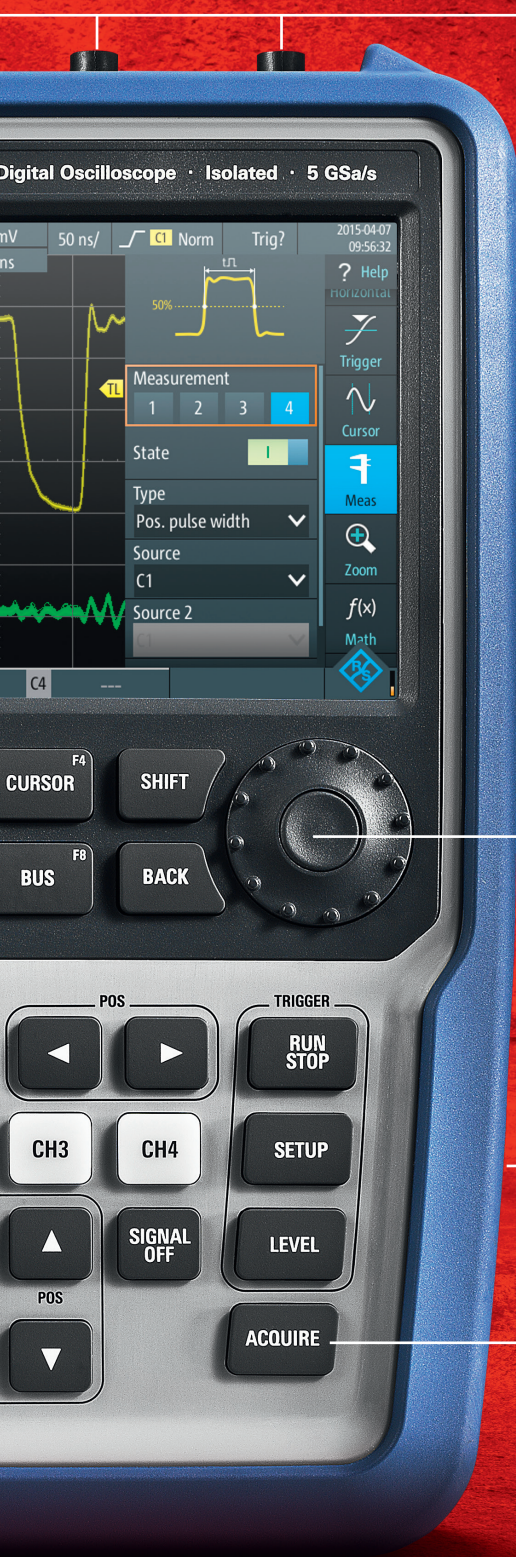 Digital Oscilloscope · Isolated · 5 GSa/s
mV 50 ns/ C1 Norm Trig? 2015-04-07
09:56:32
ns
? Help
Horizontal
50%
Trigger
TL
Measurement
1 2 3 4
Cursor
State I
Meas
Type
Pos. pulse width
Source
C1
Zoom
Source 2
C1
f(x)
Math
R&S
C4 ---
F4
CURSOR
SHIFT
F8
BUS
BACK
POS
TRIGGER
RUN
STOP
CH3
CH4
SETUP
SIGNAL
OFF
LEVEL
POS
ACQUIRE